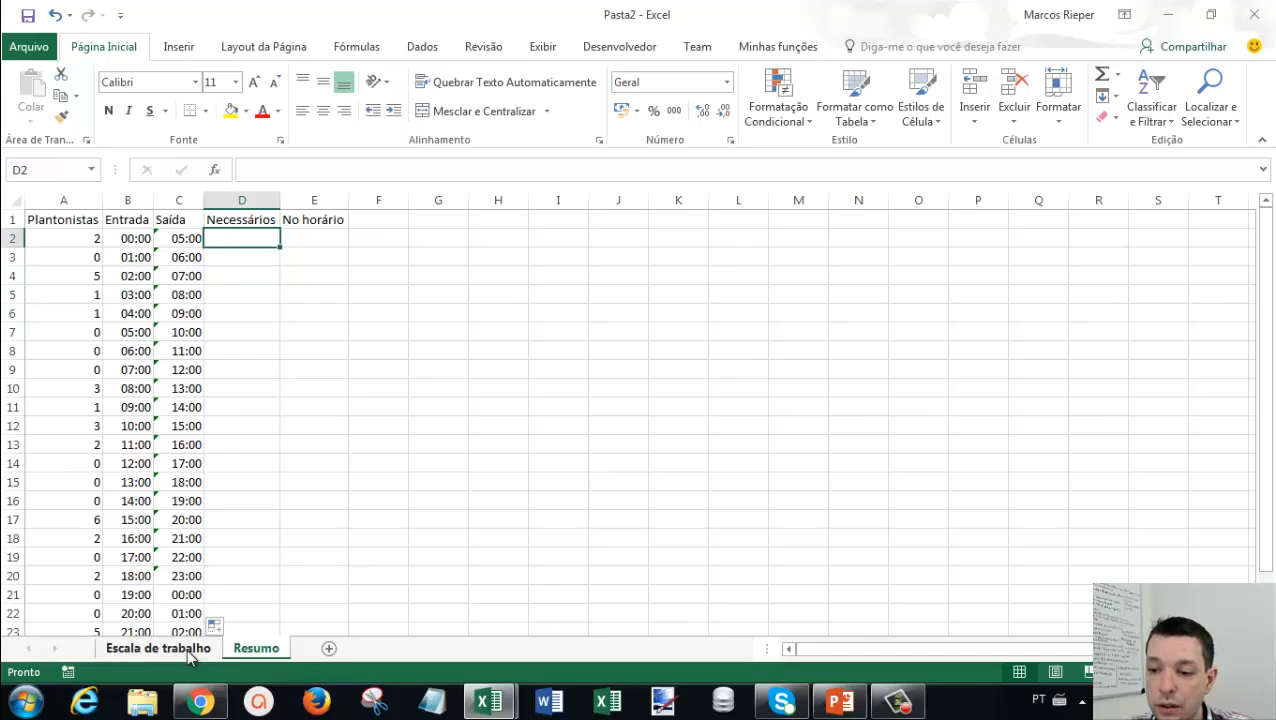 Pasta2 - Excel
Marcos Rieper
Arquivo Página Inicial Inserir Layout da Página Fórmulas Dados Revisão Exibir Desenvolvedor Team Minhas funções Diga-me o que você deseja fazer Compartilhar
Colar
Calibri 11
N I S
Quebrar Texto Automaticamente
Mesclar e Centralizar
Geral
% 000
Formatação Condicional
Formatar como Tabela
Estilos de Célula
Inserir
Excluir
Formatar
Classificar e Filtrar
Localizar e Selecionar
Área de Tran... Fonte Alinhamento Número Estilo Células Edição
D2 fx
A B C D E F G H I J K L M N O P Q R S T
1 Plantonistas Entrada Saída Necessários No horário
2 2 00:00 05:00
3 0 01:00 06:00
4 5 02:00 07:00
5 1 03:00 08:00
6 1 04:00 09:00
7 0 05:00 10:00
8 0 06:00 11:00
9 0 07:00 12:00
10 3 08:00 13:00
11 1 09:00 14:00
12 3 10:00 15:00
13 2 11:00 16:00
14 0 12:00 17:00
15 0 13:00 18:00
16 0 14:00 19:00
17 6 15:00 20:00
18 2 16:00 21:00
19 0 17:00 22:00
20 2 18:00 23:00
21 0 19:00 00:00
22 0 20:00 01:00
23 5 21:00 02:00
Escala de trabalho Resumo
Pronto
PT